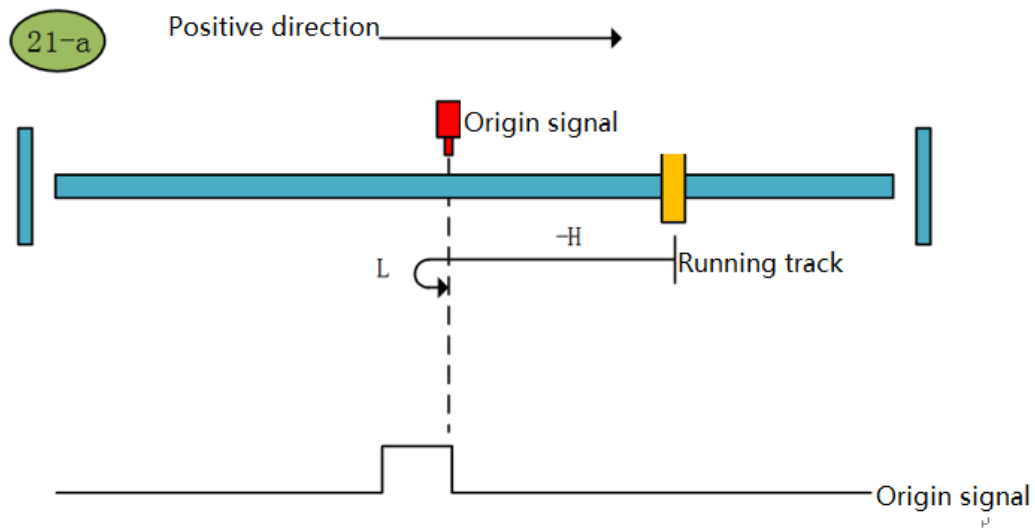 21-a
Positive direction
Origin signal
-H
L
Running track
Origin signal